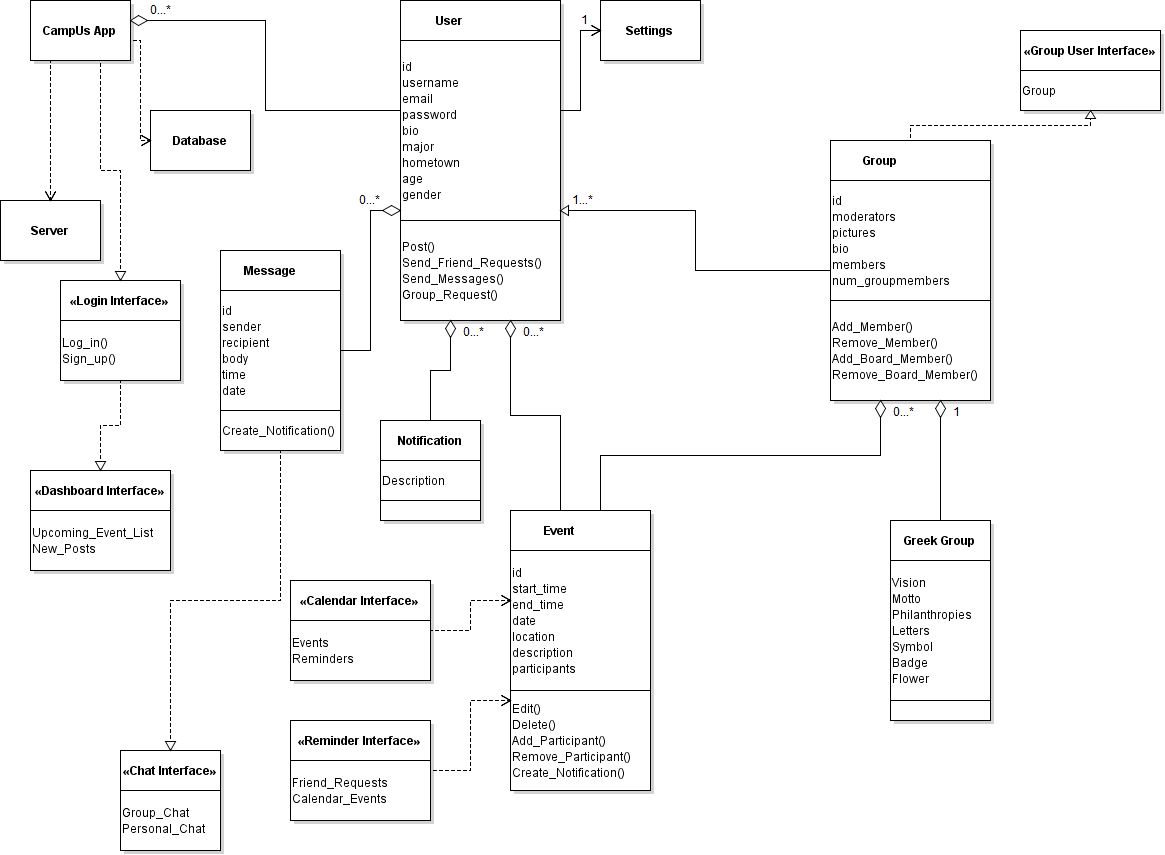 CampUs App
0...*
Database
Server
«Login Interface»
Log_in()
Sign_up()
«Dashboard Interface»
Upcoming_Event_List
New_Posts
User
id
username
email
password
bio
major
hometown
age
gender
Post()
Send_Friend_Requests()
Send_Messages()
Group_Request()
1
Settings
«Group User Interface»
Group
Group
id
moderators
pictures
bio
members
num_groupmembers
Add_Member()
Remove_Member()
Add_Board_Member()
Remove_Board_Member()
0...*
1...*
Message
id
sender
recipient
body
time
date
Create_Notification()
0...*
0...*
0...*
1
Notification
Description
Event
id
start_time
end_time
date
location
description
participants
Edit()
Delete()
Add_Participant()
Remove_Participant()
Create_Notification()
Greek Group
Vision
Motto
Philanthropies
Letters
Symbol
Badge
Flower
«Calendar Interface»
Events
Reminders
«Reminder Interface»
Friend_Requests
Calendar_Events
«Chat Interface»
Group_Chat
Personal_Chat